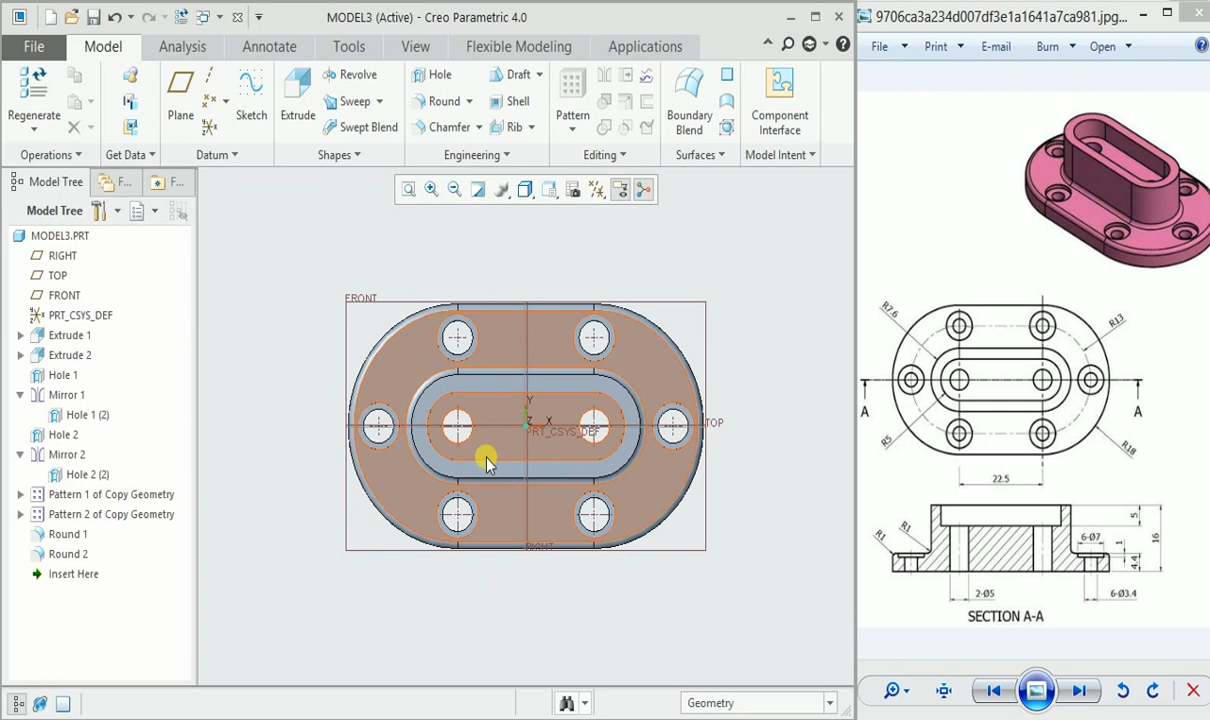 MODEL3 (Active) - Creo Parametric 4.0
9706ca3a234d007df3e1a1641a7ca981.jpg...
File
Model
Analysis
Annotate
Tools
View
Flexible Modeling
Applications
File
Print
E-mail
Burn
Open
Regenerate
Plane
Sketch
Extrude
Revolve
Sweep
Swept Blend
Hole
Round
Chamfer
Draft
Shell
Rib
Pattern
Boundary
Blend
Component
Interface
Operations
Get Data
Datum
Shapes
Engineering
Editing
Surfaces
Model Intent
Model Tree
F...
F...
Model Tree
MODEL3.PRT
RIGHT
TOP
FRONT
PRT_CSYS_DEF
Extrude 1
Extrude 2
Hole 1
Mirror 1
Hole 1 (2)
Hole 2
Mirror 2
Hole 2 (2)
Pattern 1 of Copy Geometry
Pattern 2 of Copy Geometry
Round 1
Round 2
Insert Here
FRONT
Y
Z
X
PRT_CSYS_DEF
TOP
RIGHT
R7.6
R13
A
A
R5
R18
22.5
R1
R1
5
16
6-Ø7
1
4.4
2-Ø5
6-Ø3.4
SECTION A-A
Geometry